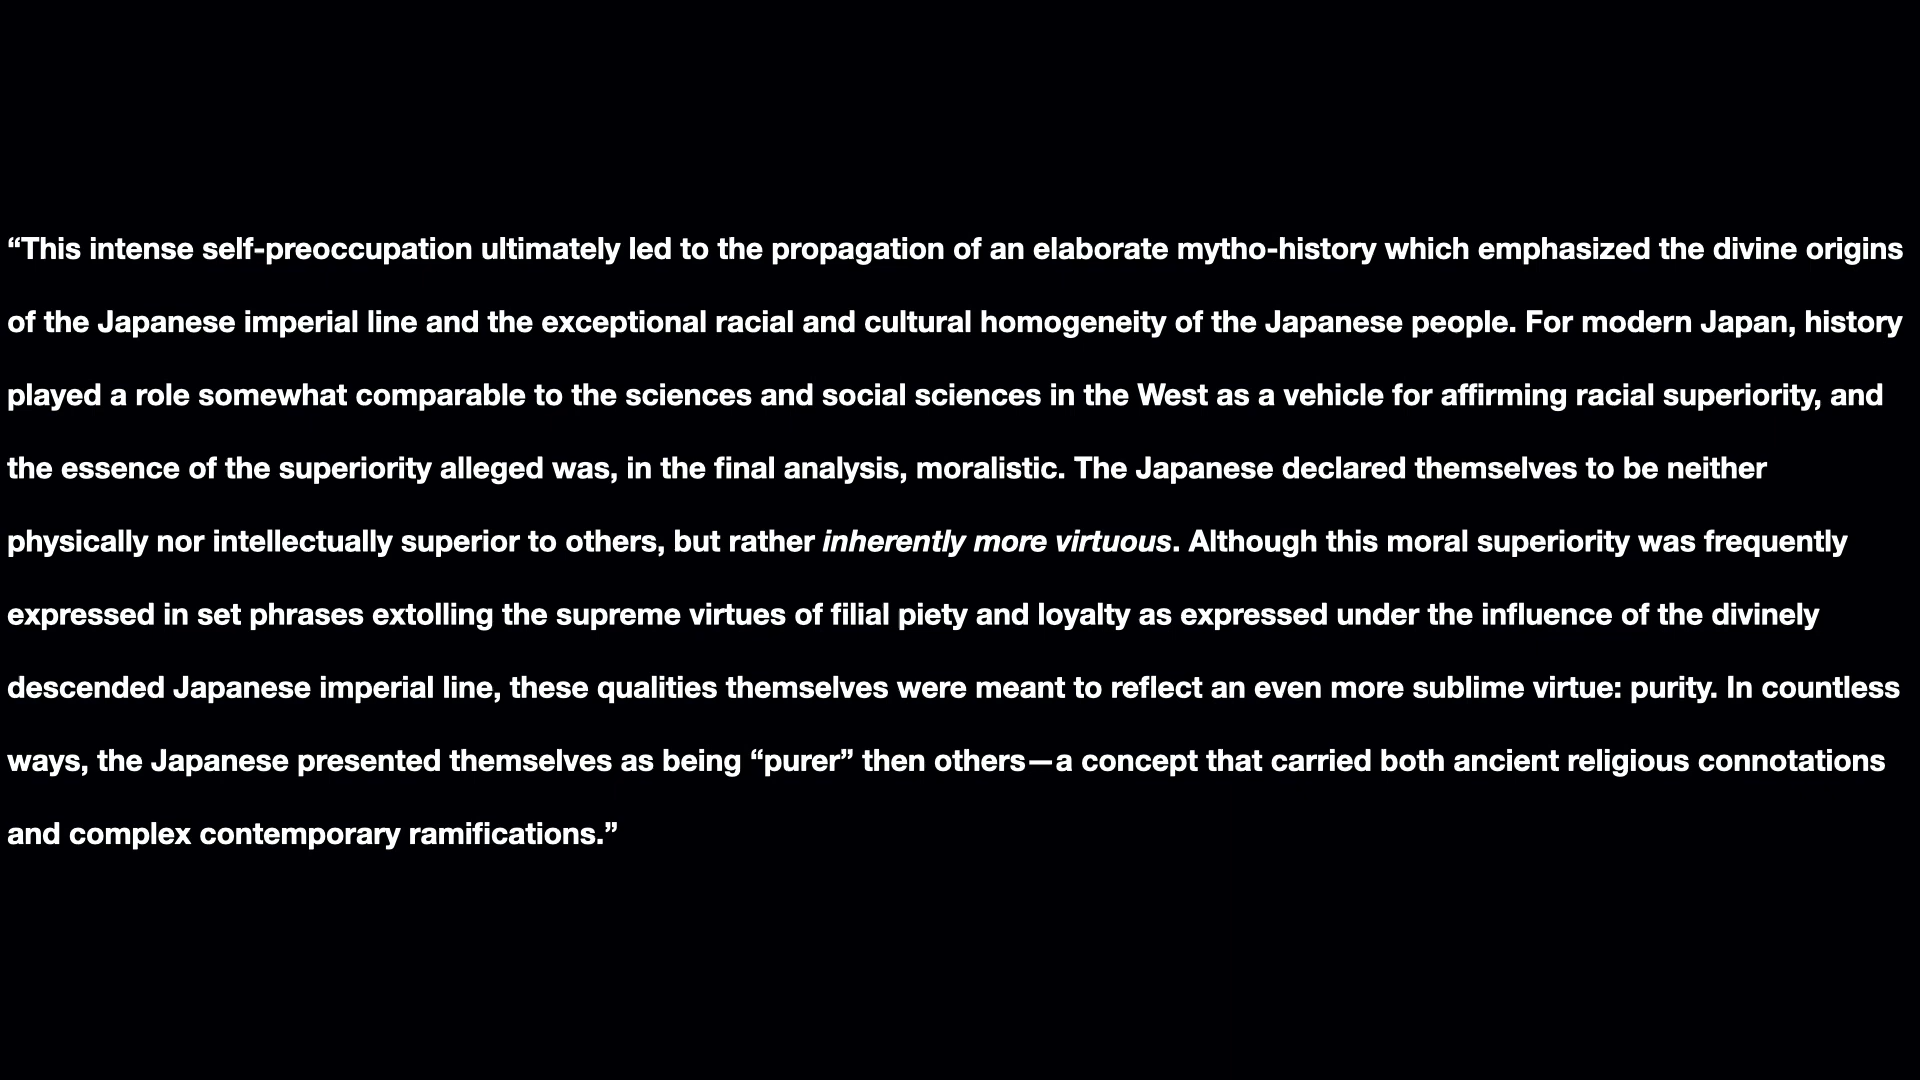 “This intense self-preoccupation ultimately led to the propagation of an elaborate mytho-history which emphasized the divine origins
of the Japanese imperial line and the exceptional racial and cultural homogeneity of the Japanese people. For modern Japan, history
played a role somewhat comparable to the sciences and social sciences in the West as a vehicle for affirming racial superiority, and
the essence of the superiority alleged was, in the final analysis, moralistic. The Japanese declared themselves to be neither
physically nor intellectually superior to others, but rather inherently more virtuous. Although this moral superiority was frequently
expressed in set phrases extolling the supreme virtues of filial piety and loyalty as expressed under the influence of the divinely
descended Japanese imperial line, these qualities themselves were meant to reflect an even more sublime virtue: purity. In countless
ways, the Japanese presented themselves as being “purer” then others—a concept that carried both ancient religious connotations
and complex contemporary ramifications.”